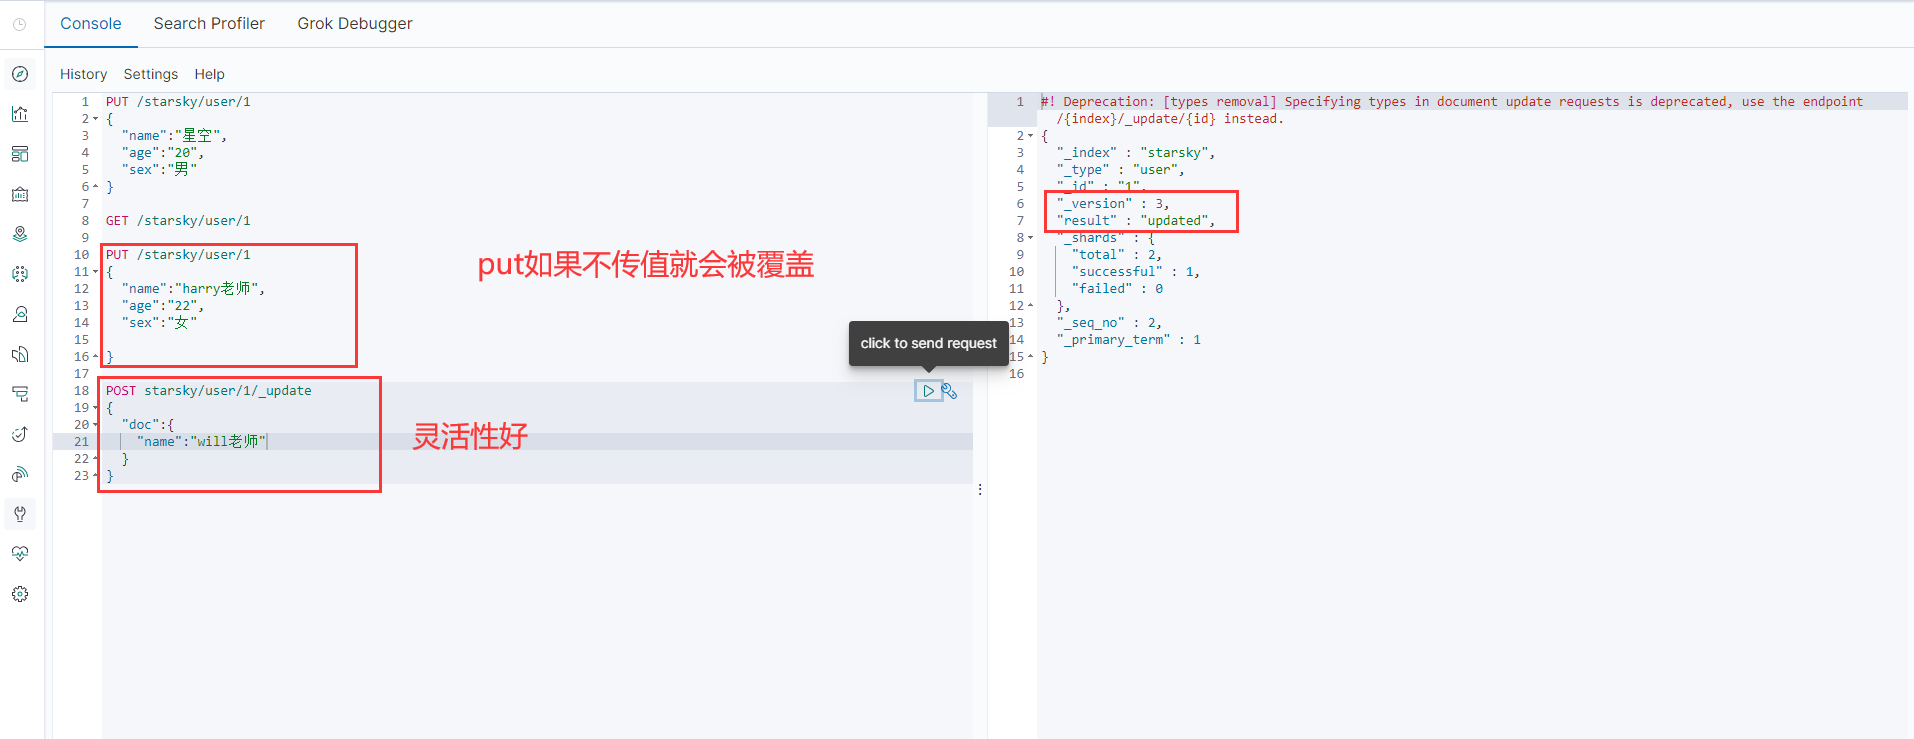 Console Search Profiler Grok Debugger
History Settings Help
1 PUT /starsky/user/1
2 {
3 "name":"星空",
4 "age":"20",
5 "sex":"男"
6 }
7
8 GET /starsky/user/1
9
10 PUT /starsky/user/1
11 {
12 "name":"harry老师",
13 "age":"22",
14 "sex":"女"
15
16 }
17
18 POST starsky/user/1/_update
19 {
20 "doc":{
21 "name":"will老师"
22 }
23 }
put如果不传值就会被覆盖
灵活性好
click to send request
1 #! Deprecation: [types removal] Specifying types in document update requests is deprecated, use the endpoint
/{index}/_update/{id} instead.
2 {
3 "_index" : "starsky",
4 "_type" : "user",
5 "_id" : "1",
6 "_version" : 3,
7 "result" : "updated",
8 "_shards" : {
9 "total" : 2,
10 "successful" : 1,
11 "failed" : 0
12 },
13 "_seq_no" : 2,
14 "_primary_term" : 1
15 }
16